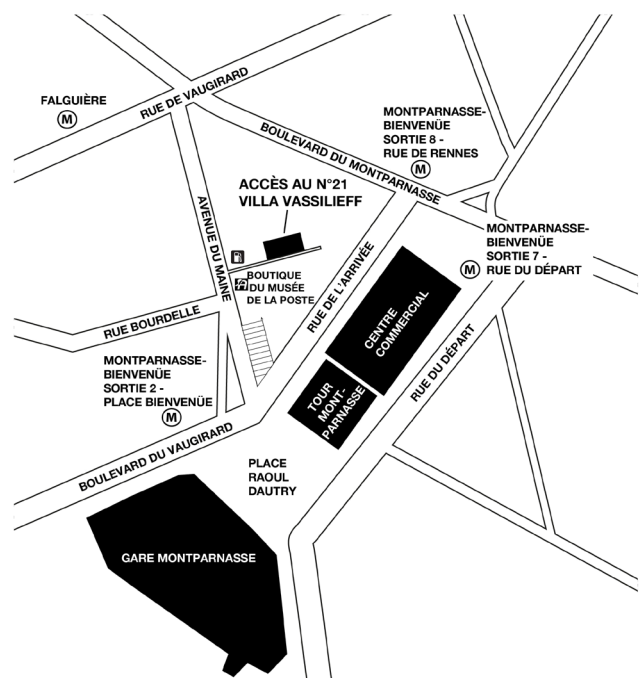 RUE DE VAUGIRARD
FALGUIÈRE
M
MONTPARNASSE-
BIENVENÜE
SORTIE 8 -
RUE DE RENNES
M
BOULEVARD DU MONTPARNASSE
ACCÈS AU N°21
VILLA VASSILIEFF
AVENUE DU MAINE
MONTPARNASSE-
BIENVENÜE
SORTIE 7 -
RUE DU DÉPART
M
BOUTIQUE
DU MUSÉE
DE LA POSTE
RUE DE L'ARRIVÉE
CENTRE
COMMERCIAL
RUE BOURDELLE
MONTPARNASSE-
BIENVENÜE
SORTIE 2 -
PLACE BIENVENÜE
M
TOUR
MONT-
PARNASSE
RUE DU DÉPART
BOULEVARD DU VAUGIRARD
PLACE
RAOUL
DAUTRY
GARE MONTPARNASSE